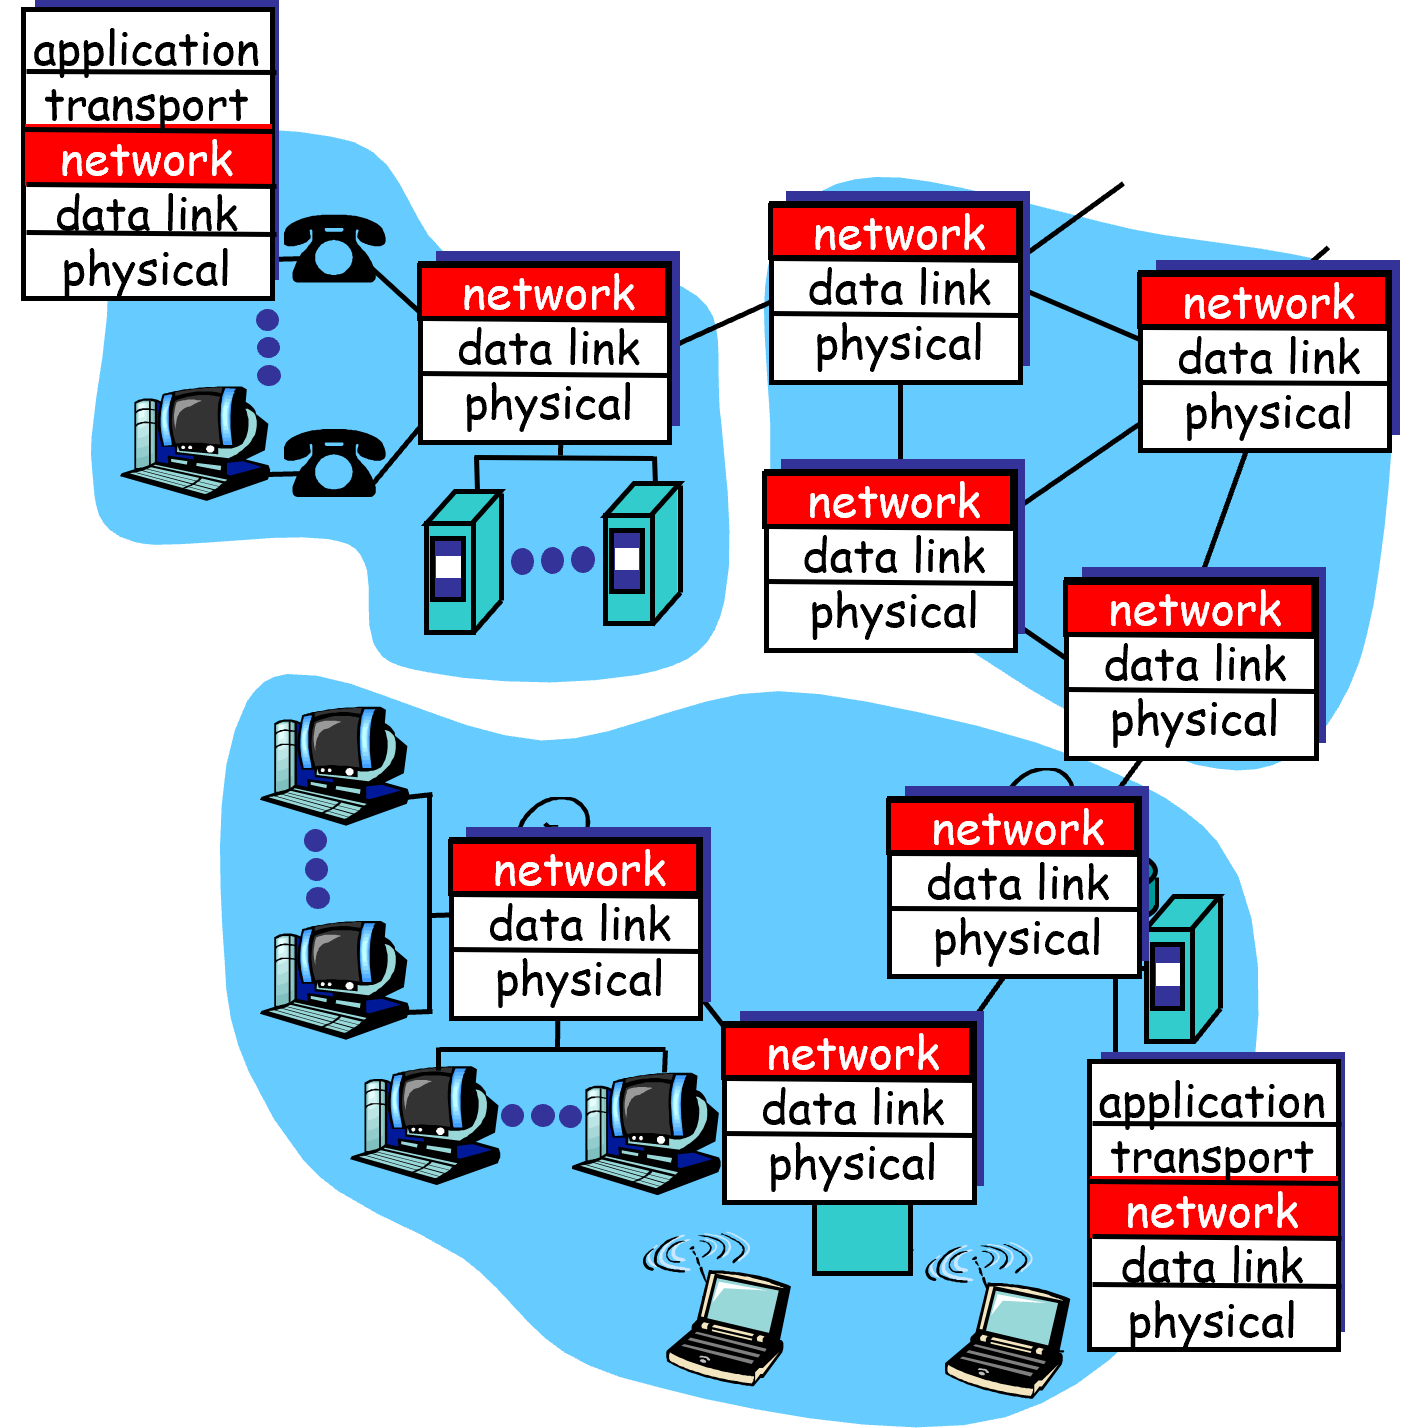 application
transport
network
data link
physical
network
data link
physical
network
data link
physical
network
data link
physical
network
data link
physical
network
data link
physical
network
data link
physical
network
data link
physical
network
data link
physical
application
transport
network
data link
physical